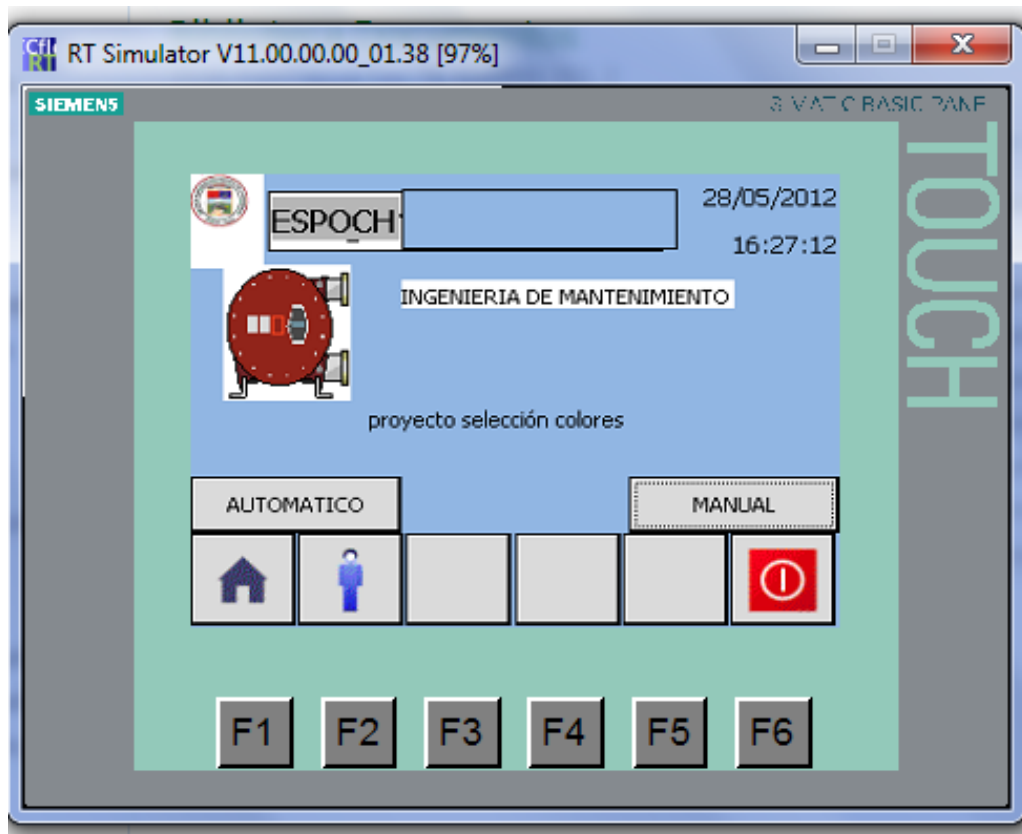 RT Simulator V11.00.00.00_01.38 [97%]
SIEMENS
TOUCH
ESPOCH
28/05/2012
16:27:12
INGENIERIA DE MANTENIMIENTO
proyecto selección colores
AUTOMATICO
MANUAL
F1 F2 F3 F4 F5 F6